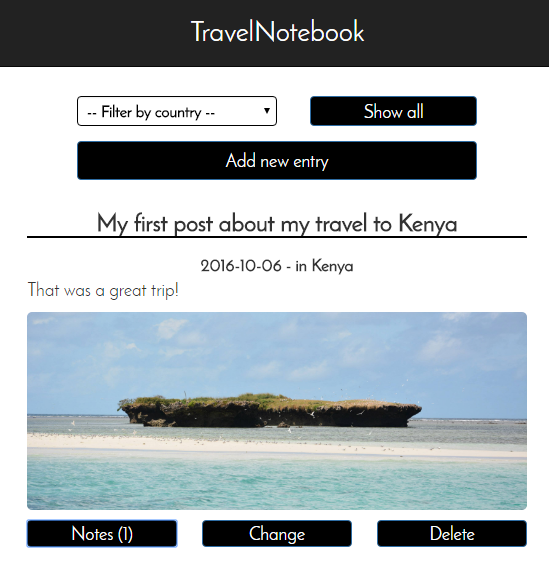 TravelNotebook
-- Filter by country --
Show all
Add new entry
My first post about my travel to Kenya
2016-10-06 - in Kenya
That was a great trip!
Notes (1)
Change
Delete